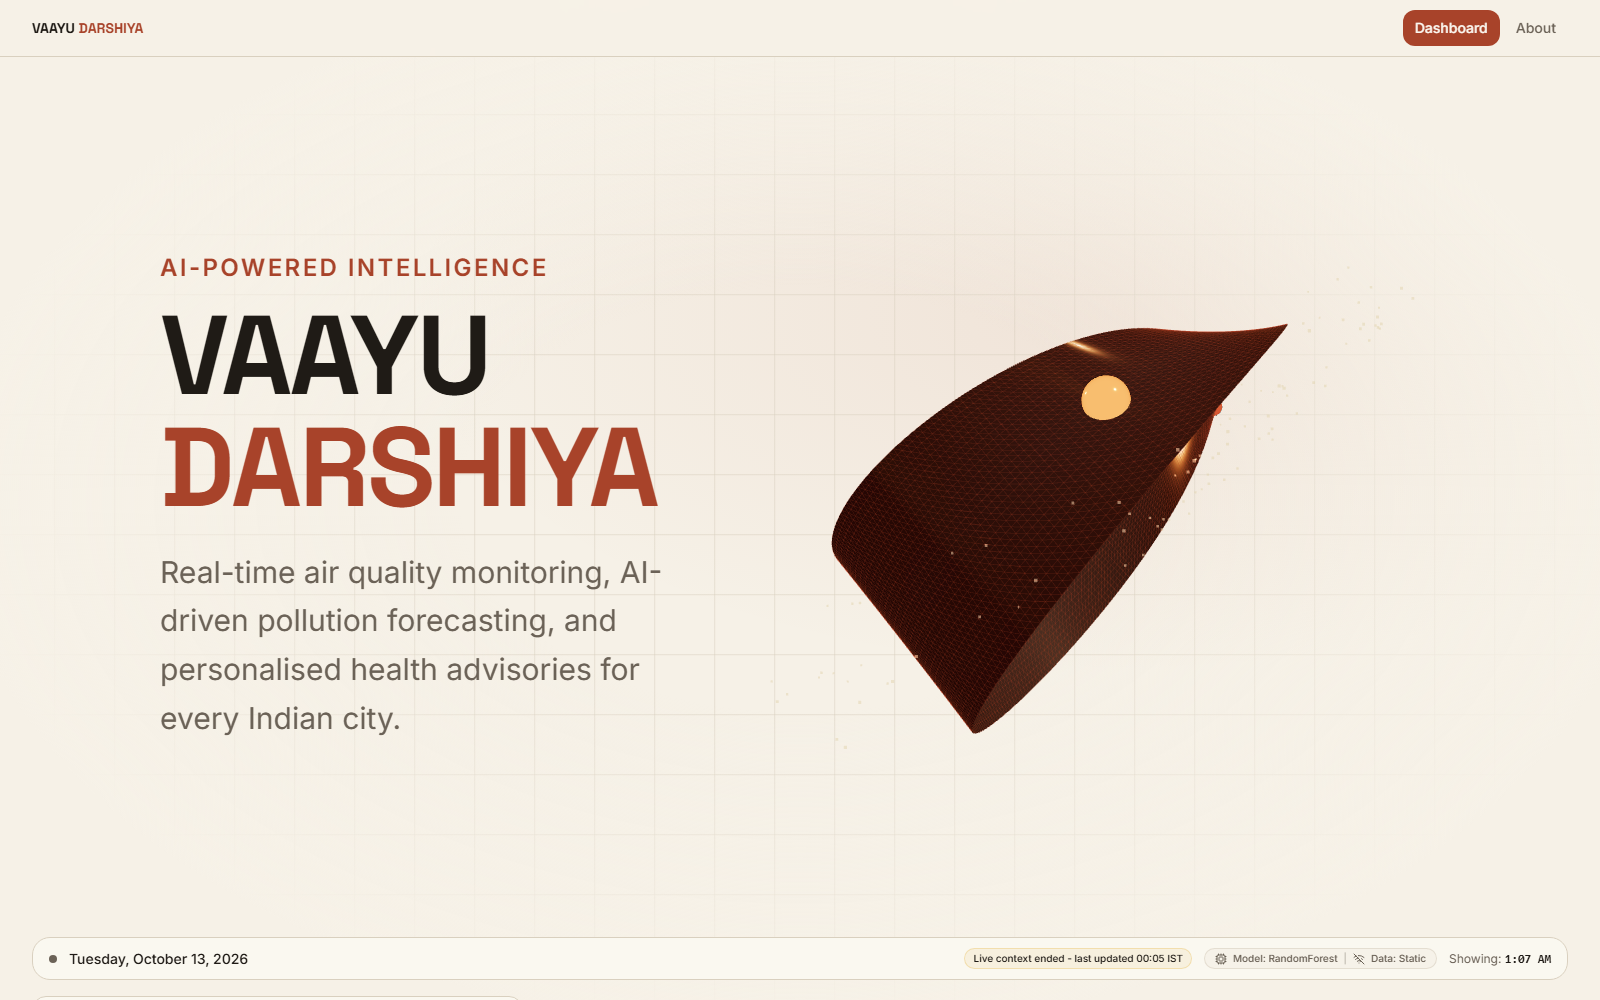 VAAYU DARSHIYA
Dashboard
About
AI-POWERED INTELLIGENCE
VAAYU
DARSHIYA
Real-time air quality monitoring, AI-
driven pollution forecasting, and
personalised health advisories for
every Indian city.
Tuesday, October 13, 2026
Live context ended - last updated 00:05 IST
Model: RandomForest | Data: Static
Showing: 1:07 AM